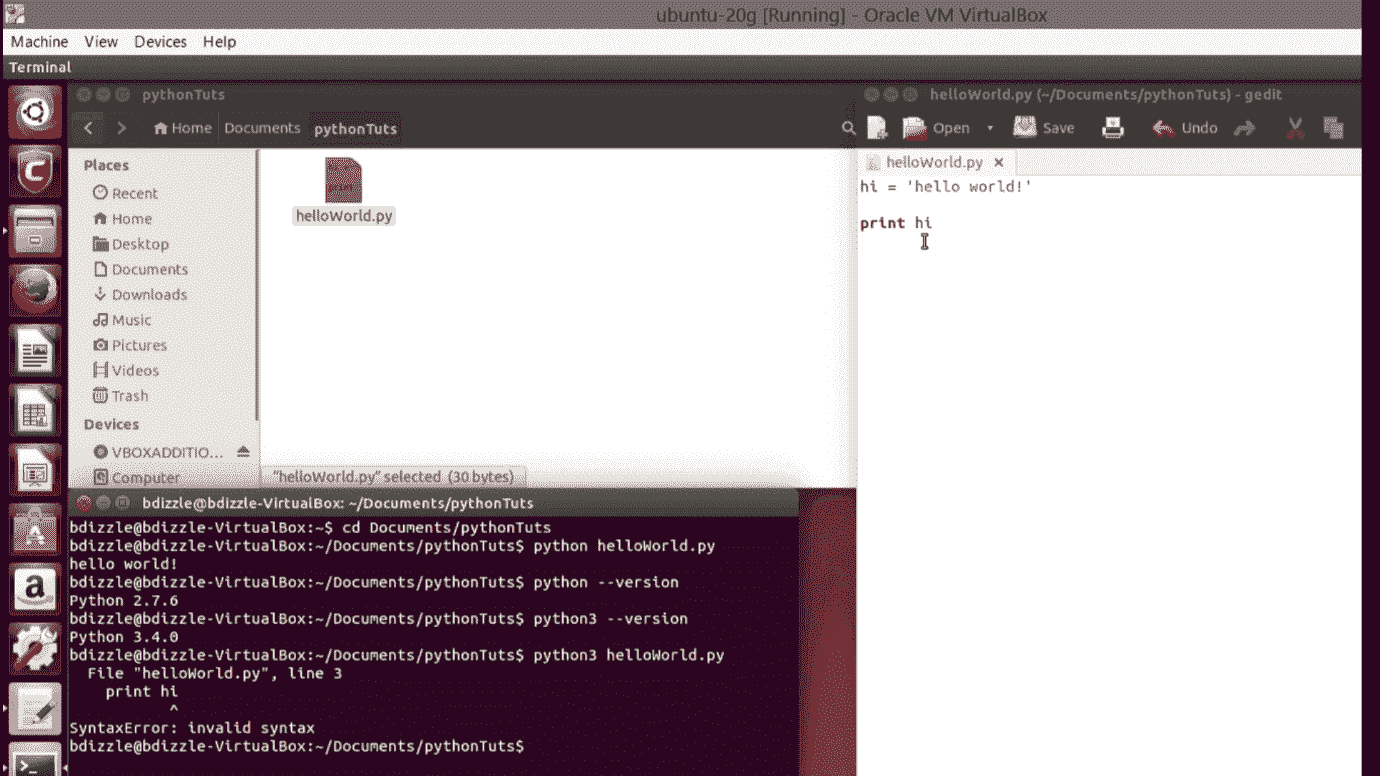 ubuntu-20g [Running] - Oracle VM VirtualBox
Machine View Devices Help
Terminal
pythonTuts
Home Documents pythonTuts
Places
Recent
Home
Desktop
Documents
Downloads
Music
Pictures
Videos
Trash
Devices
VBOXADDITIO...
Computer
helloWorld.py
"helloWorld.py" selected (30 bytes)
helloWorld.py (~/Documents/pythonTuts) - gedit
Open Save Undo
helloWorld.py ×
hi = 'hello world!'
print hi
bdizzle@bdizzle-VirtualBox: ~/Documents/pythonTuts
bdizzle@bdizzle-VirtualBox:~$ cd Documents/pythonTuts
bdizzle@bdizzle-VirtualBox:~/Documents/pythonTuts$ python helloWorld.py
hello world!
bdizzle@bdizzle-VirtualBox:~/Documents/pythonTuts$ python --version
Python 2.7.6
bdizzle@bdizzle-VirtualBox:~/Documents/pythonTuts$ python3 --version
Python 3.4.0
bdizzle@bdizzle-VirtualBox:~/Documents/pythonTuts$ python3 helloWorld.py
File "helloWorld.py", line 3
print hi
^
SyntaxError: invalid syntax
bdizzle@bdizzle-VirtualBox:~/Documents/pythonTuts$